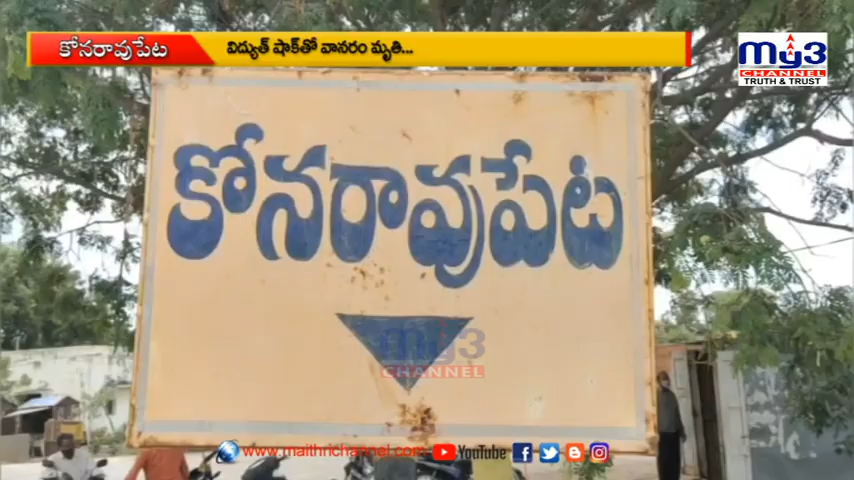 కోనరావుపేట
విద్యుత్ షాక్‌తో వానరం మృతి...
my3
CHANNEL
TRUTH & TRUST
కోనరావుపేట
my3
CHANNEL
www.maithrichannel.com
YouTube